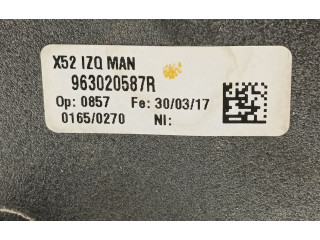 X52 IZQ MAN
963020587R
Op: 0857 Fe: 30/03/17
0165/0270 NI: